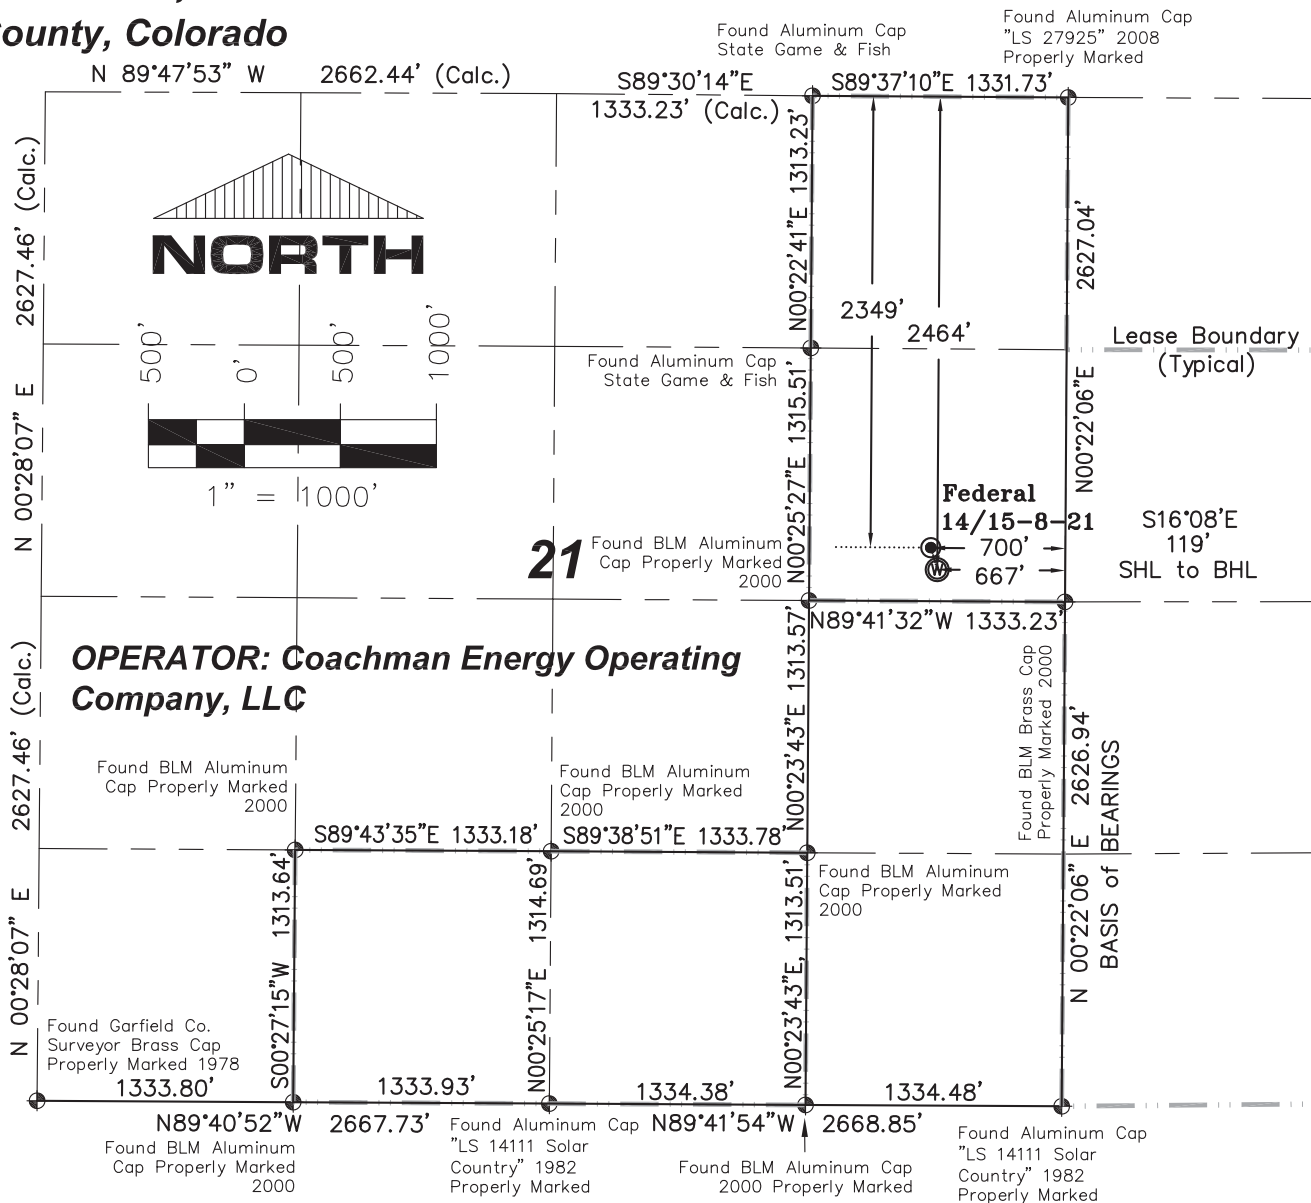 County, Colorado
N 89°47'53" W 2662.44' (Calc.)
Found Aluminum Cap
State Game & Fish
Found Aluminum Cap
"LS 27925" 2008
Properly Marked
S89°30'14"E
1333.23' (Calc.)
S89°37'10"E 1331.73'
N 00°28'07" E 2627.46' (Calc.)
NORTH
500'
0'
500'
1000'
1" = 1000'
N00°22'41"E 1313.23'
2349'
2464'
2627.04'
N00°22'06"E
Lease Boundary
(Typical)
Found Aluminum Cap
State Game & Fish
N00°25'27"E 1315.51'
Federal
14/15-8-21
700'
667'
S16°08'E
119'
SHL to BHL
21
Found BLM Aluminum
Cap Properly Marked
2000
W
N89°41'32"W 1333.23'
OPERATOR: Coachman Energy Operating
Company, LLC
N 00°28'07" E 2627.46' (Calc.)
N00°23'43"E 1313.57'
Found BLM Brass Cap
Properly Marked 2000
N 00°22'06" E 2626.94'
BASIS of BEARINGS
Found BLM Aluminum
Cap Properly Marked
2000
Found BLM Aluminum
Cap Properly Marked
2000
S89°43'35"E 1333.18'
S89°38'51"E 1333.78'
Found BLM Aluminum
Cap Properly Marked
2000
S00°27'15"W 1313.64'
N00°25'17"E 1314.69'
N00°23'43"E, 1313.51'
Found Garfield Co.
Surveyor Brass Cap
Properly Marked 1978
1333.80'
1333.93'
1334.38'
1334.48'
N89°40'52"W 2667.73'
N89°41'54"W 2668.85'
Found BLM Aluminum
Cap Properly Marked
2000
Found Aluminum Cap
"LS 14111 Solar
Country" 1982
Properly Marked
Found BLM Aluminum Cap
2000 Properly Marked
Found Aluminum Cap
"LS 14111 Solar
Country" 1982
Properly Marked